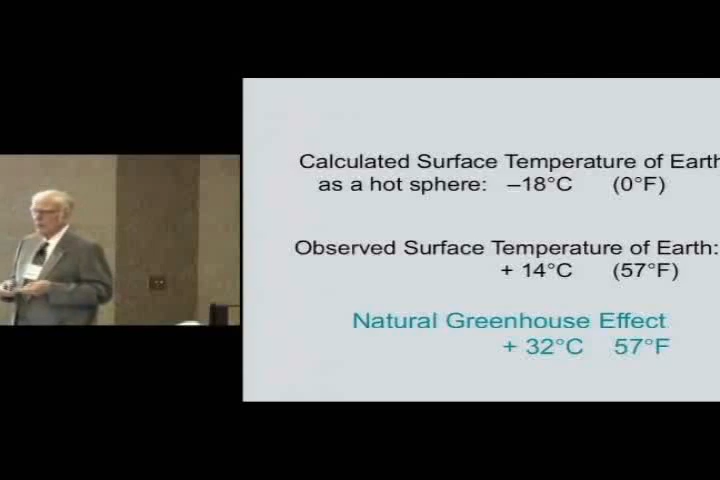 Calculated Surface Temperature of Earth
as a hot sphere: –18°C (0°F)
Observed Surface Temperature of Earth:
+ 14°C (57°F)
Natural Greenhouse Effect
+ 32°C 57°F